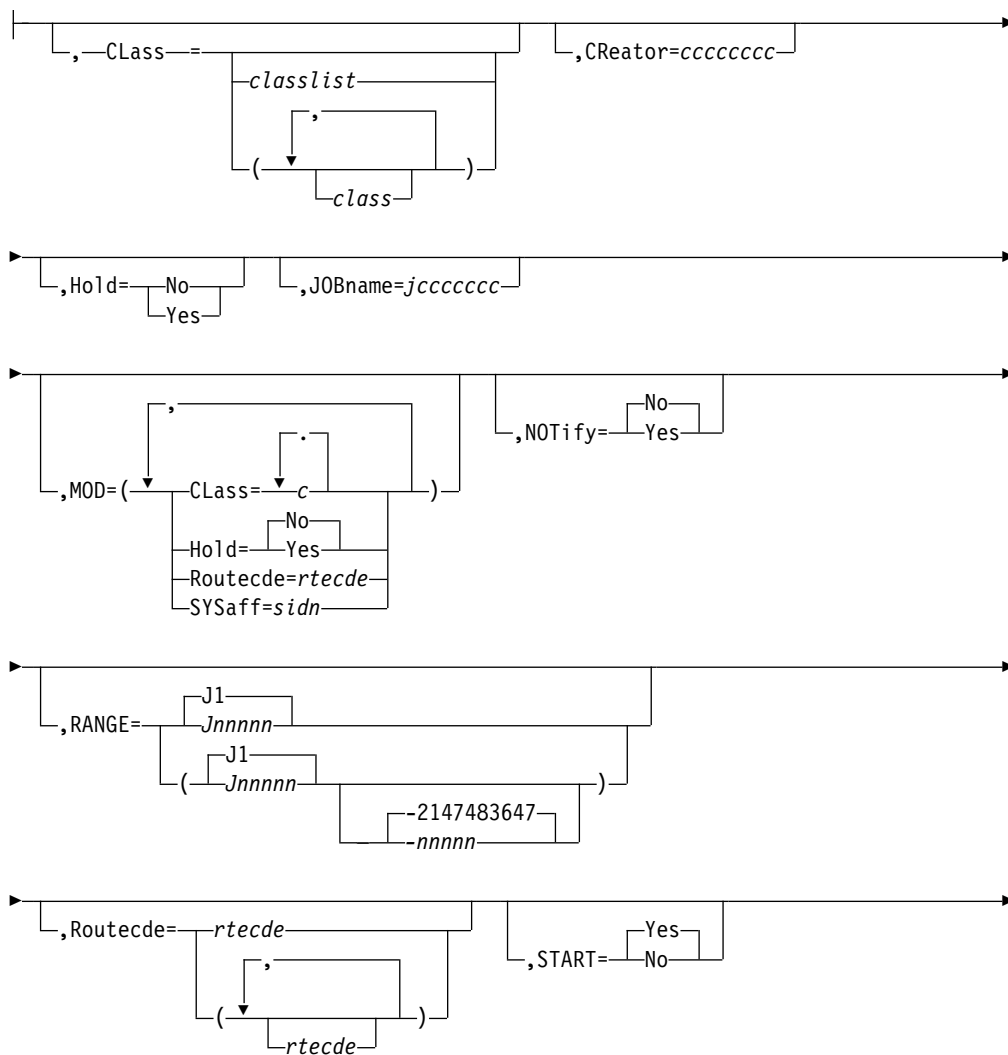 , CLass = ,CReator=ccccccccc
classlist
,
( )
class
,Hold= No ,JOBname=jccccccc
Yes
, No
. ,NOTify= Yes
,MOD=( CLass= c )
No
Hold= Yes
Routecde=rtecde
SYSaff=sidn
J1
,RANGE= Jnnnnn
J1
( Jnnnnn )
-2147483647
-nnnnn
,Routecde= rtecde Yes
, ,START= No
( )
rtecde